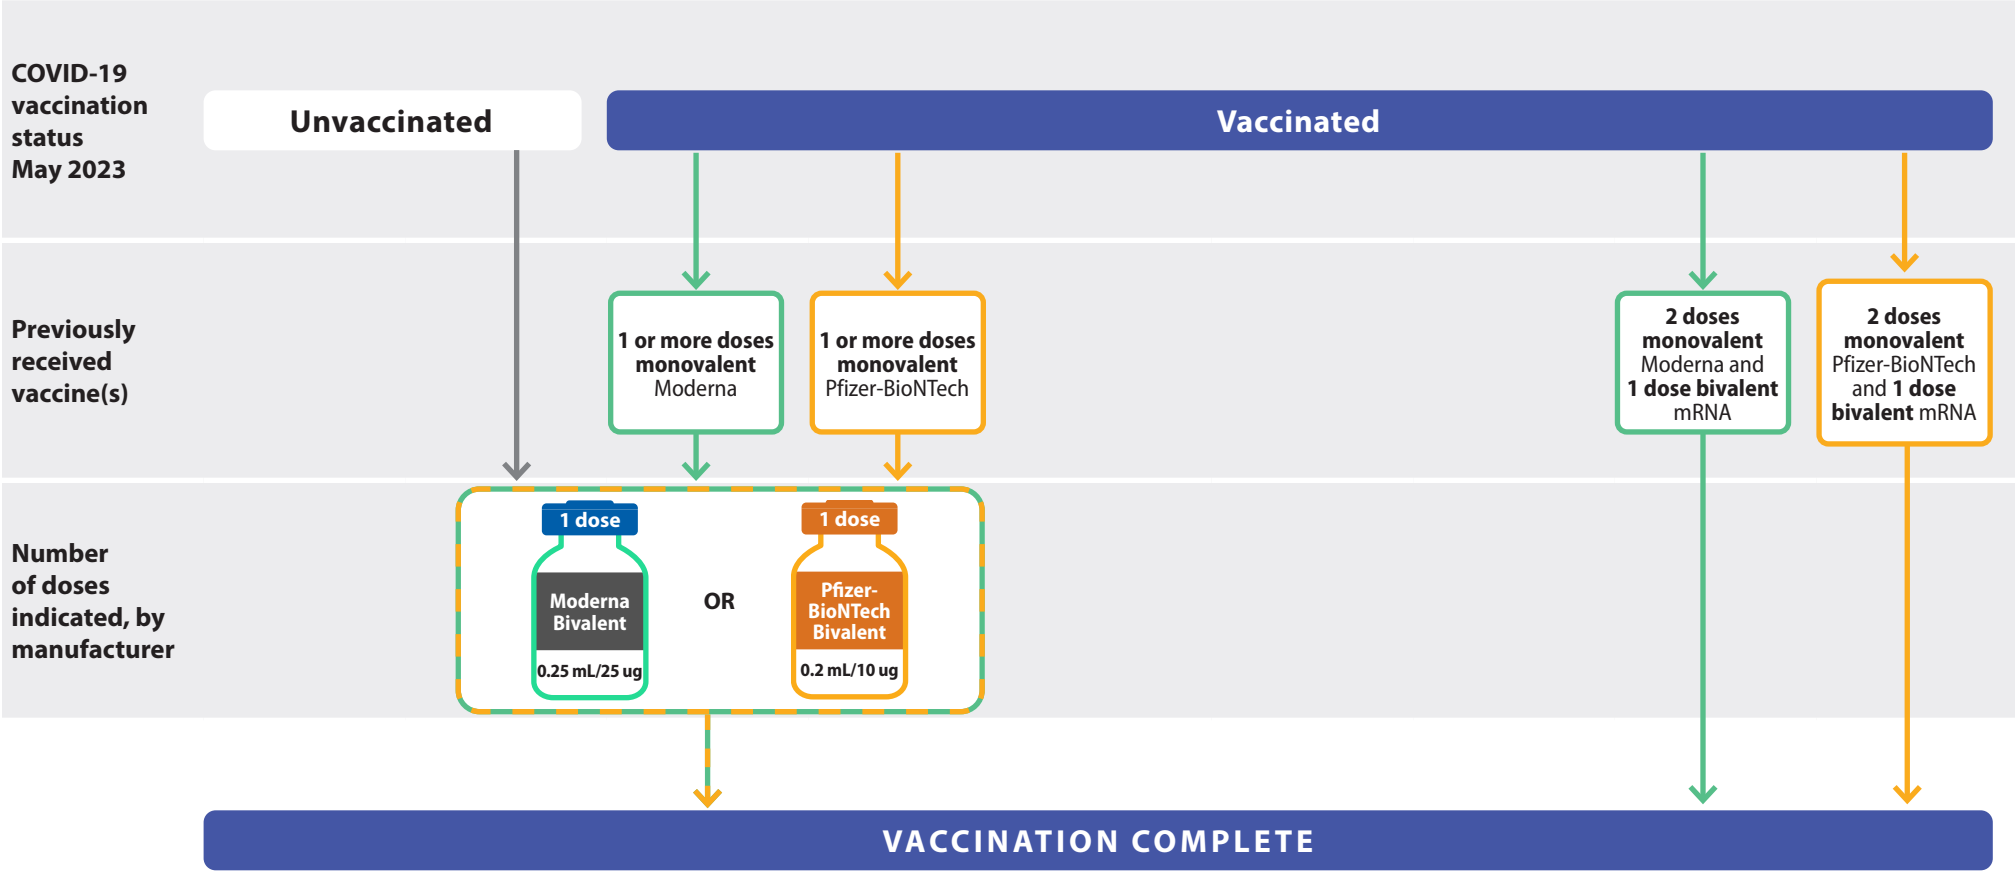 COVID-19
vaccination
status
May 2023
Unvaccinated
Vaccinated
Previously
received
vaccine(s)
1 or more doses
monovalent
Moderna
1 or more doses
monovalent
Pfizer-BioNTech
2 doses
monovalent
Moderna and
1 dose bivalent
mRNA
2 doses
monovalent
Pfizer-BioNTech
and 1 dose
bivalent mRNA
Number
of doses
indicated, by
manufacturer
1 dose
Moderna
Bivalent
0.25 mL/25 ug
OR
1 dose
Pfizer-
BioNTech
Bivalent
0.2 mL/10 ug
VACCINATION COMPLETE